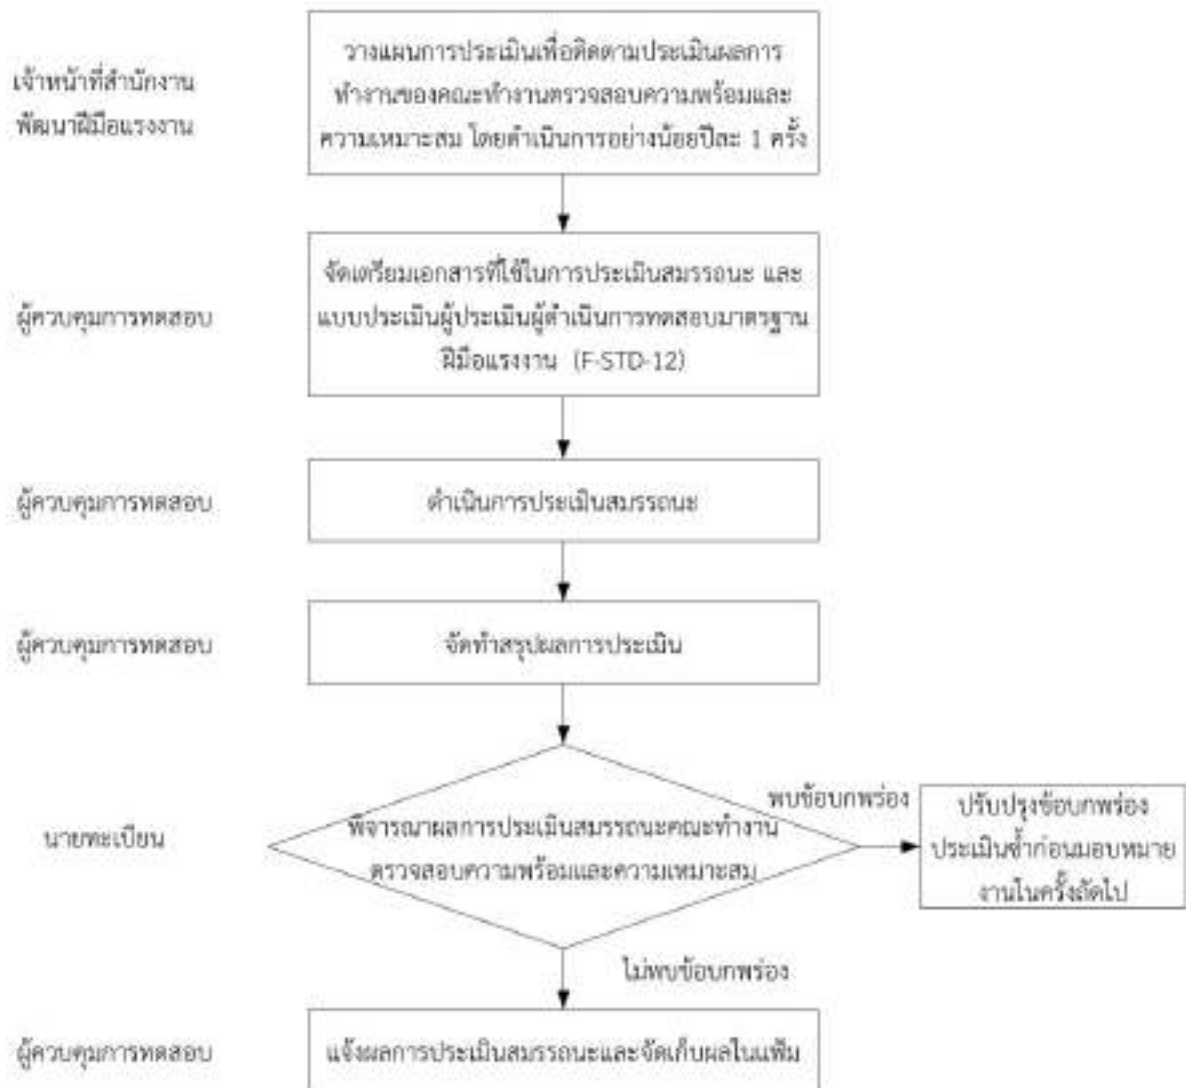 เจ้าหน้าที่สำนักงาน
พัฒนาฝีมือแรงงาน
วางแผนการประเมินเพื่อติดตามประเมินผลการ
ทำงานของคณะทำงานตรวจสอบความพร้อมและ
ความเหมาะสม โดยดำเนินการอย่างน้อยปีละ 1 ครั้ง
ผู้ควบคุมการทดสอบ
จัดเตรียมเอกสารที่ใช้ในการประเมินสมรรถนะ และ
แบบประเมินผู้ประเมินผู้ดำเนินการทดสอบมาตรฐาน
ฝีมือแรงงาน (F-STD-12)
ผู้ควบคุมการทดสอบ
ดำเนินการประเมินสมรรถนะ
ผู้ควบคุมการทดสอบ
จัดทำสรุปผลการประเมิน
นายทะเบียน
พิจารณาผลการประเมินสมรรถนะคณะทำงาน
ตรวจสอบความพร้อมและความเหมาะสม
พบข้อบกพร่อง
ปรับปรุงข้อบกพร่อง
ประเมินซ้ำก่อนมอบหมาย
งานในครั้งถัดไป
ไม่พบข้อบกพร่อง
ผู้ควบคุมการทดสอบ
แจ้งผลการประเมินสมรรถนะและจัดเก็บผลในแฟ้ม